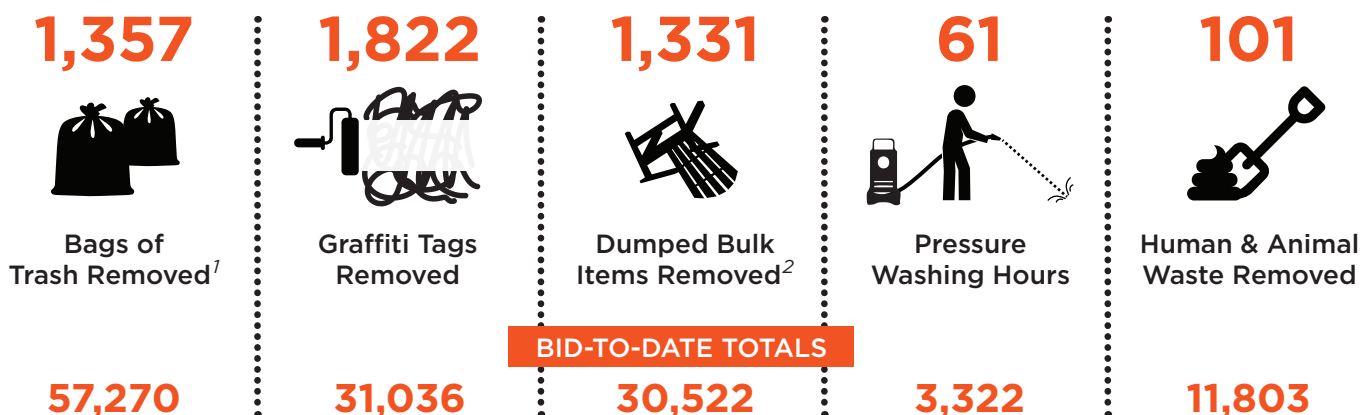 1,357
Bags of
Trash Removed1
1,822
Graffiti Tags
Removed
1,331
Dumped Bulk
Items Removed2
61
Pressure
Washing Hours
101
Human & Animal
Waste Removed
BID-TO-DATE TOTALS
57,270
31,036
30,522
3,322
11,803